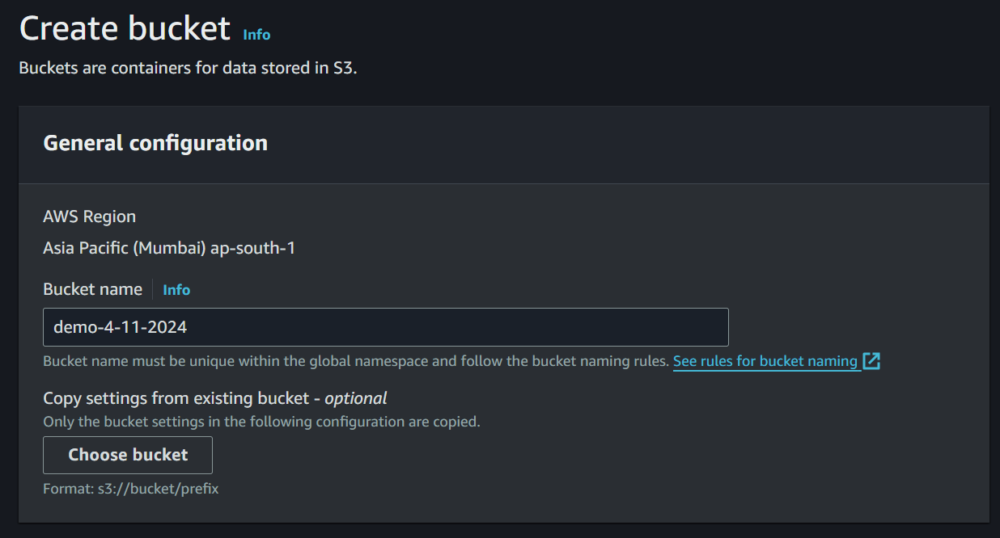 Create bucket Info
Buckets are containers for data stored in S3.
General configuration
AWS Region
Asia Pacific (Mumbai) ap-south-1
Bucket name Info
demo-4-11-2024
Bucket name must be unique within the global namespace and follow the bucket naming rules. See rules for bucket naming
Copy settings from existing bucket - optional
Only the bucket settings in the following configuration are copied.
Choose bucket
Format: s3://bucket/prefix